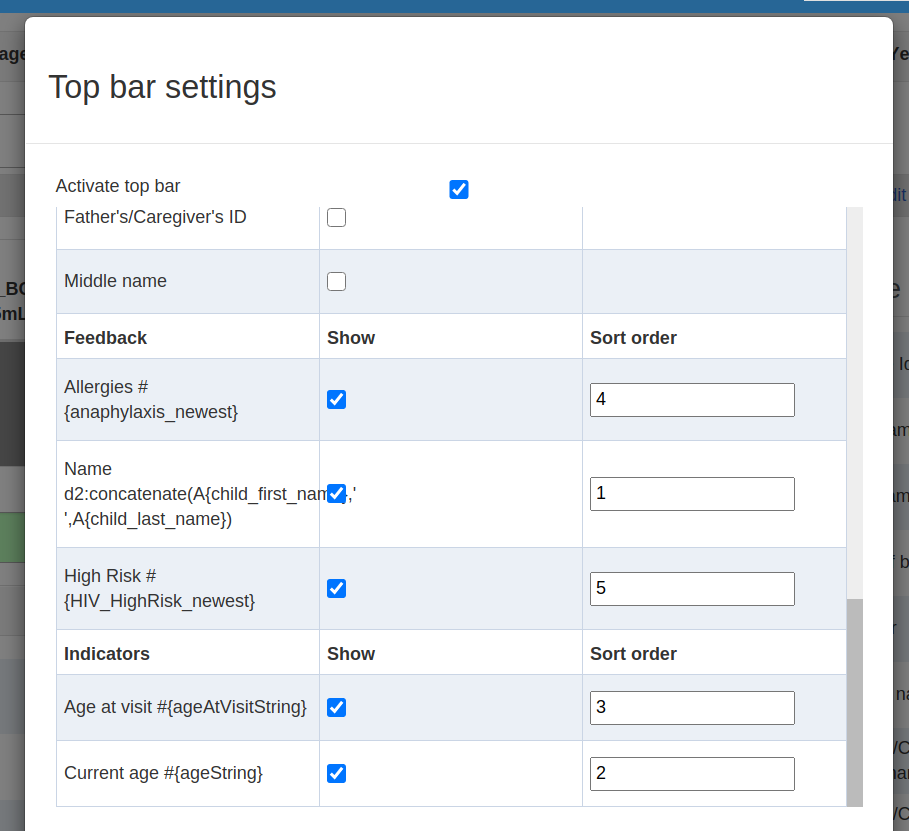 Top bar settings
Activate top bar
Father's/Caregiver's ID
Middle name
Feedback Show Sort order
Allergies #
{anaphylaxis_newest}
4
Name
d2:concatenate(A{child_first_name},'
',A{child_last_name})
1
High Risk #
{HIV_HighRisk_newest}
5
Indicators Show Sort order
Age at visit #{ageAtVisitString} 3
Current age #{ageString} 2